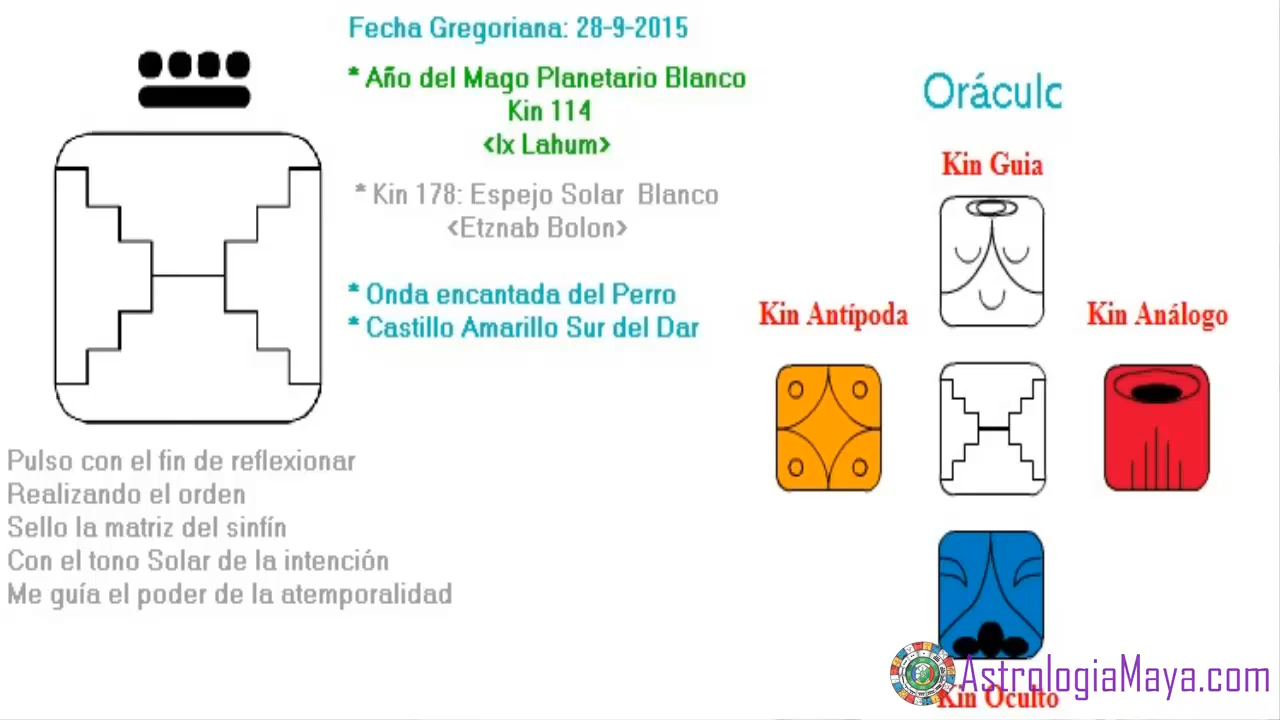 Fecha Gregoriana: 28-9-2015
* Año del Mago Planetario Blanco
Kin 114
<Ix Lahum>
* Kin 178: Espejo Solar Blanco
<Etznab Bolon>
* Onda encantada del Perro
* Castillo Amarillo Sur del Dar
Pulso con el fin de reflexionar
Realizando el orden
Sello la matriz del sinfín
Con el tono Solar de la intención
Me guía el poder de la atemporalidad
Oráculo
Kin Guia
Kin Antípoda
Kin Análogo
AstrologiaMaya.com
Kin Oculto